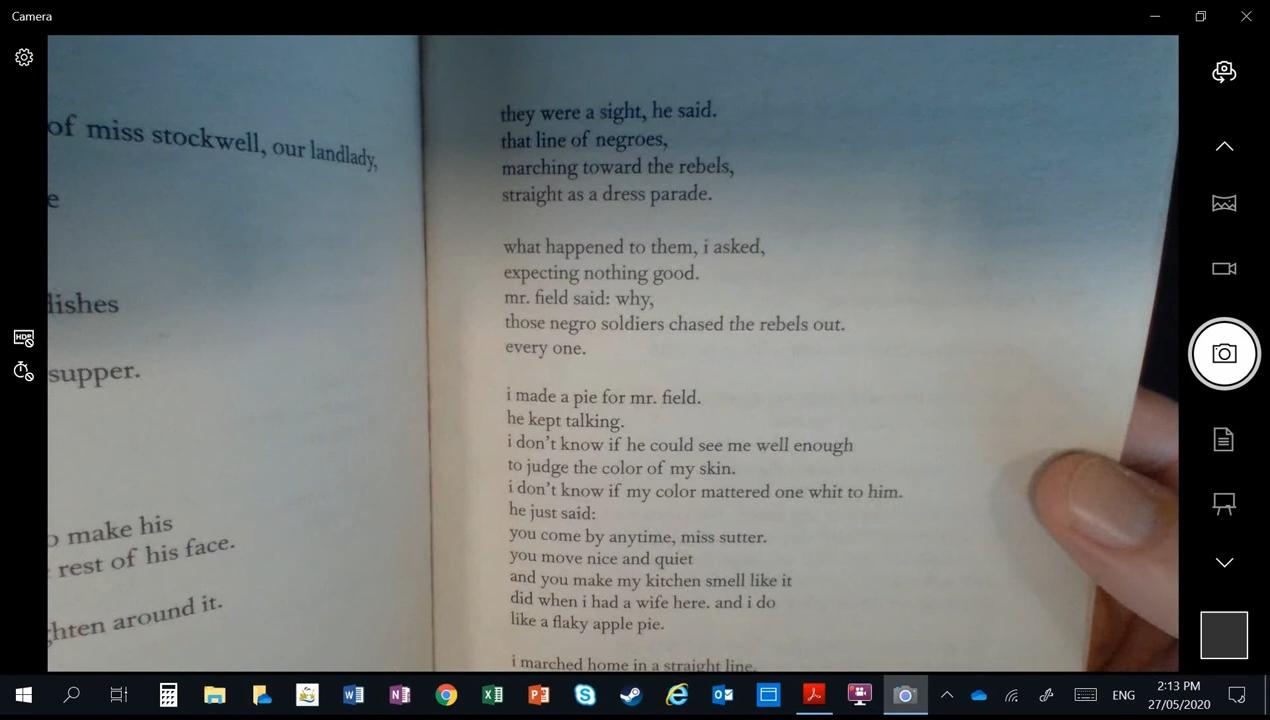 Camera
of miss stockwell, our landlady,
e
dishes
supper.
o make his
rest of his face.
ghten around it.
they were a sight, he said.
that line of negroes,
marching toward the rebels,
straight as a dress parade.
what happened to them, i asked,
expecting nothing good.
mr. field said: why,
those negro soldiers chased the rebels out.
every one.
i made a pie for mr. field.
he kept talking.
i don't know if he could see me well enough
to judge the color of my skin.
i don't know if my color mattered one whit to him.
he just said:
you come by anytime, miss sutter.
you move nice and quiet
and you make my kitchen smell like it
did when i had a wife here. and i do
like a flaky apple pie.
i marched home in a straight line.
ENG
2:13 PM
27/05/2020